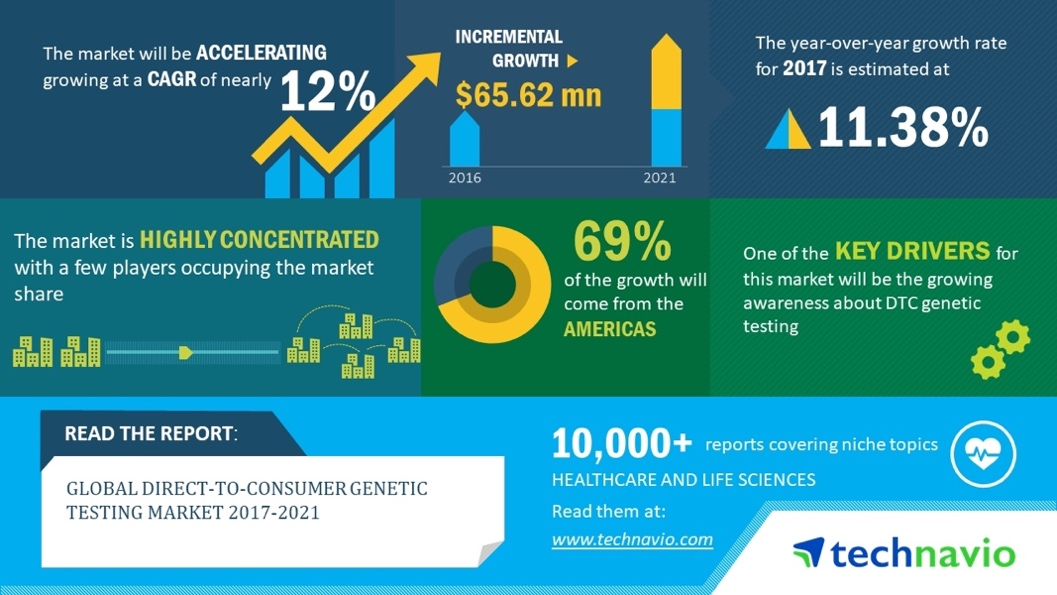 The market will be ACCELERATING
growing at a CAGR of nearly 12%
INCREMENTAL
GROWTH
$65.62 mn
2016
2021
The year-over-year growth rate
for 2017 is estimated at
11.38%
The market is HIGHLY CONCENTRATED
with a few players occupying the market
share
69%
of the growth will
come from the
AMERICAS
One of the KEY DRIVERS for
this market will be the growing
awareness about DTC genetic
testing
READ THE REPORT:
GLOBAL DIRECT-TO-CONSUMER GENETIC
TESTING MARKET 2017-2021
10,000+ reports covering niche topics
HEALTHCARE AND LIFE SCIENCES
Read them at:
www.technavio.com
technavio